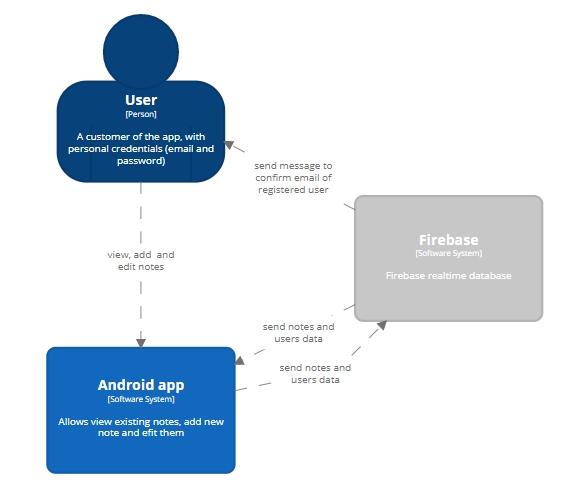 User
[Person]
A customer of the app, with
personal credentials (email and
password)
send message to
confirm email of
registered user
Firebase
[Software System]
Firebase realtime database
view, add and
edit notes
send notes and
users data
send notes and
users data
Android app
[Software System]
Allows view existing notes, add new
note and efit them